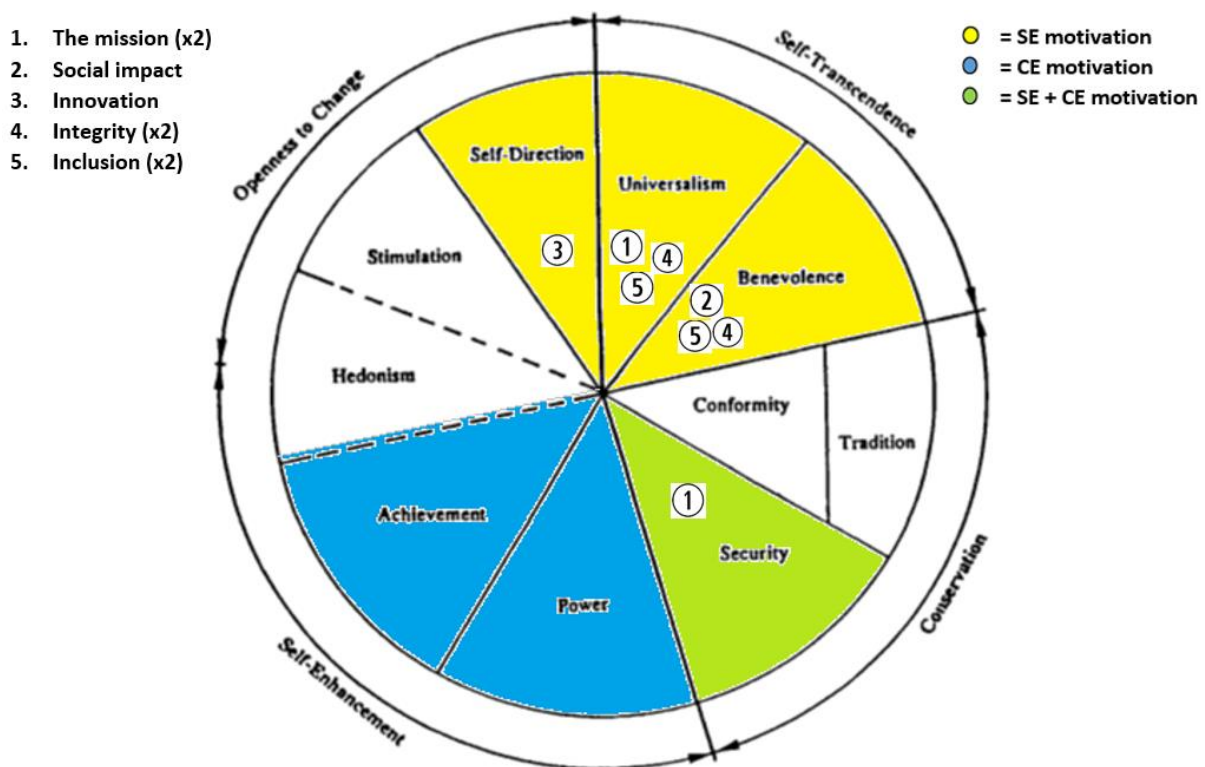 1. The mission (x2)
2. Social impact
3. Innovation
4. Integrity (x2)
5. Inclusion (x2)
= SE motivation
= CE motivation
= SE + CE motivation
Openness to Change
Self-Transcendence
Self-Direction
Universalism
3
1
4
5
Stimulation
Benevolence
2
5 4
Hedonism
Conformity
Tradition
1
Achievement
Security
Power
Conservation
Self-Enhancement